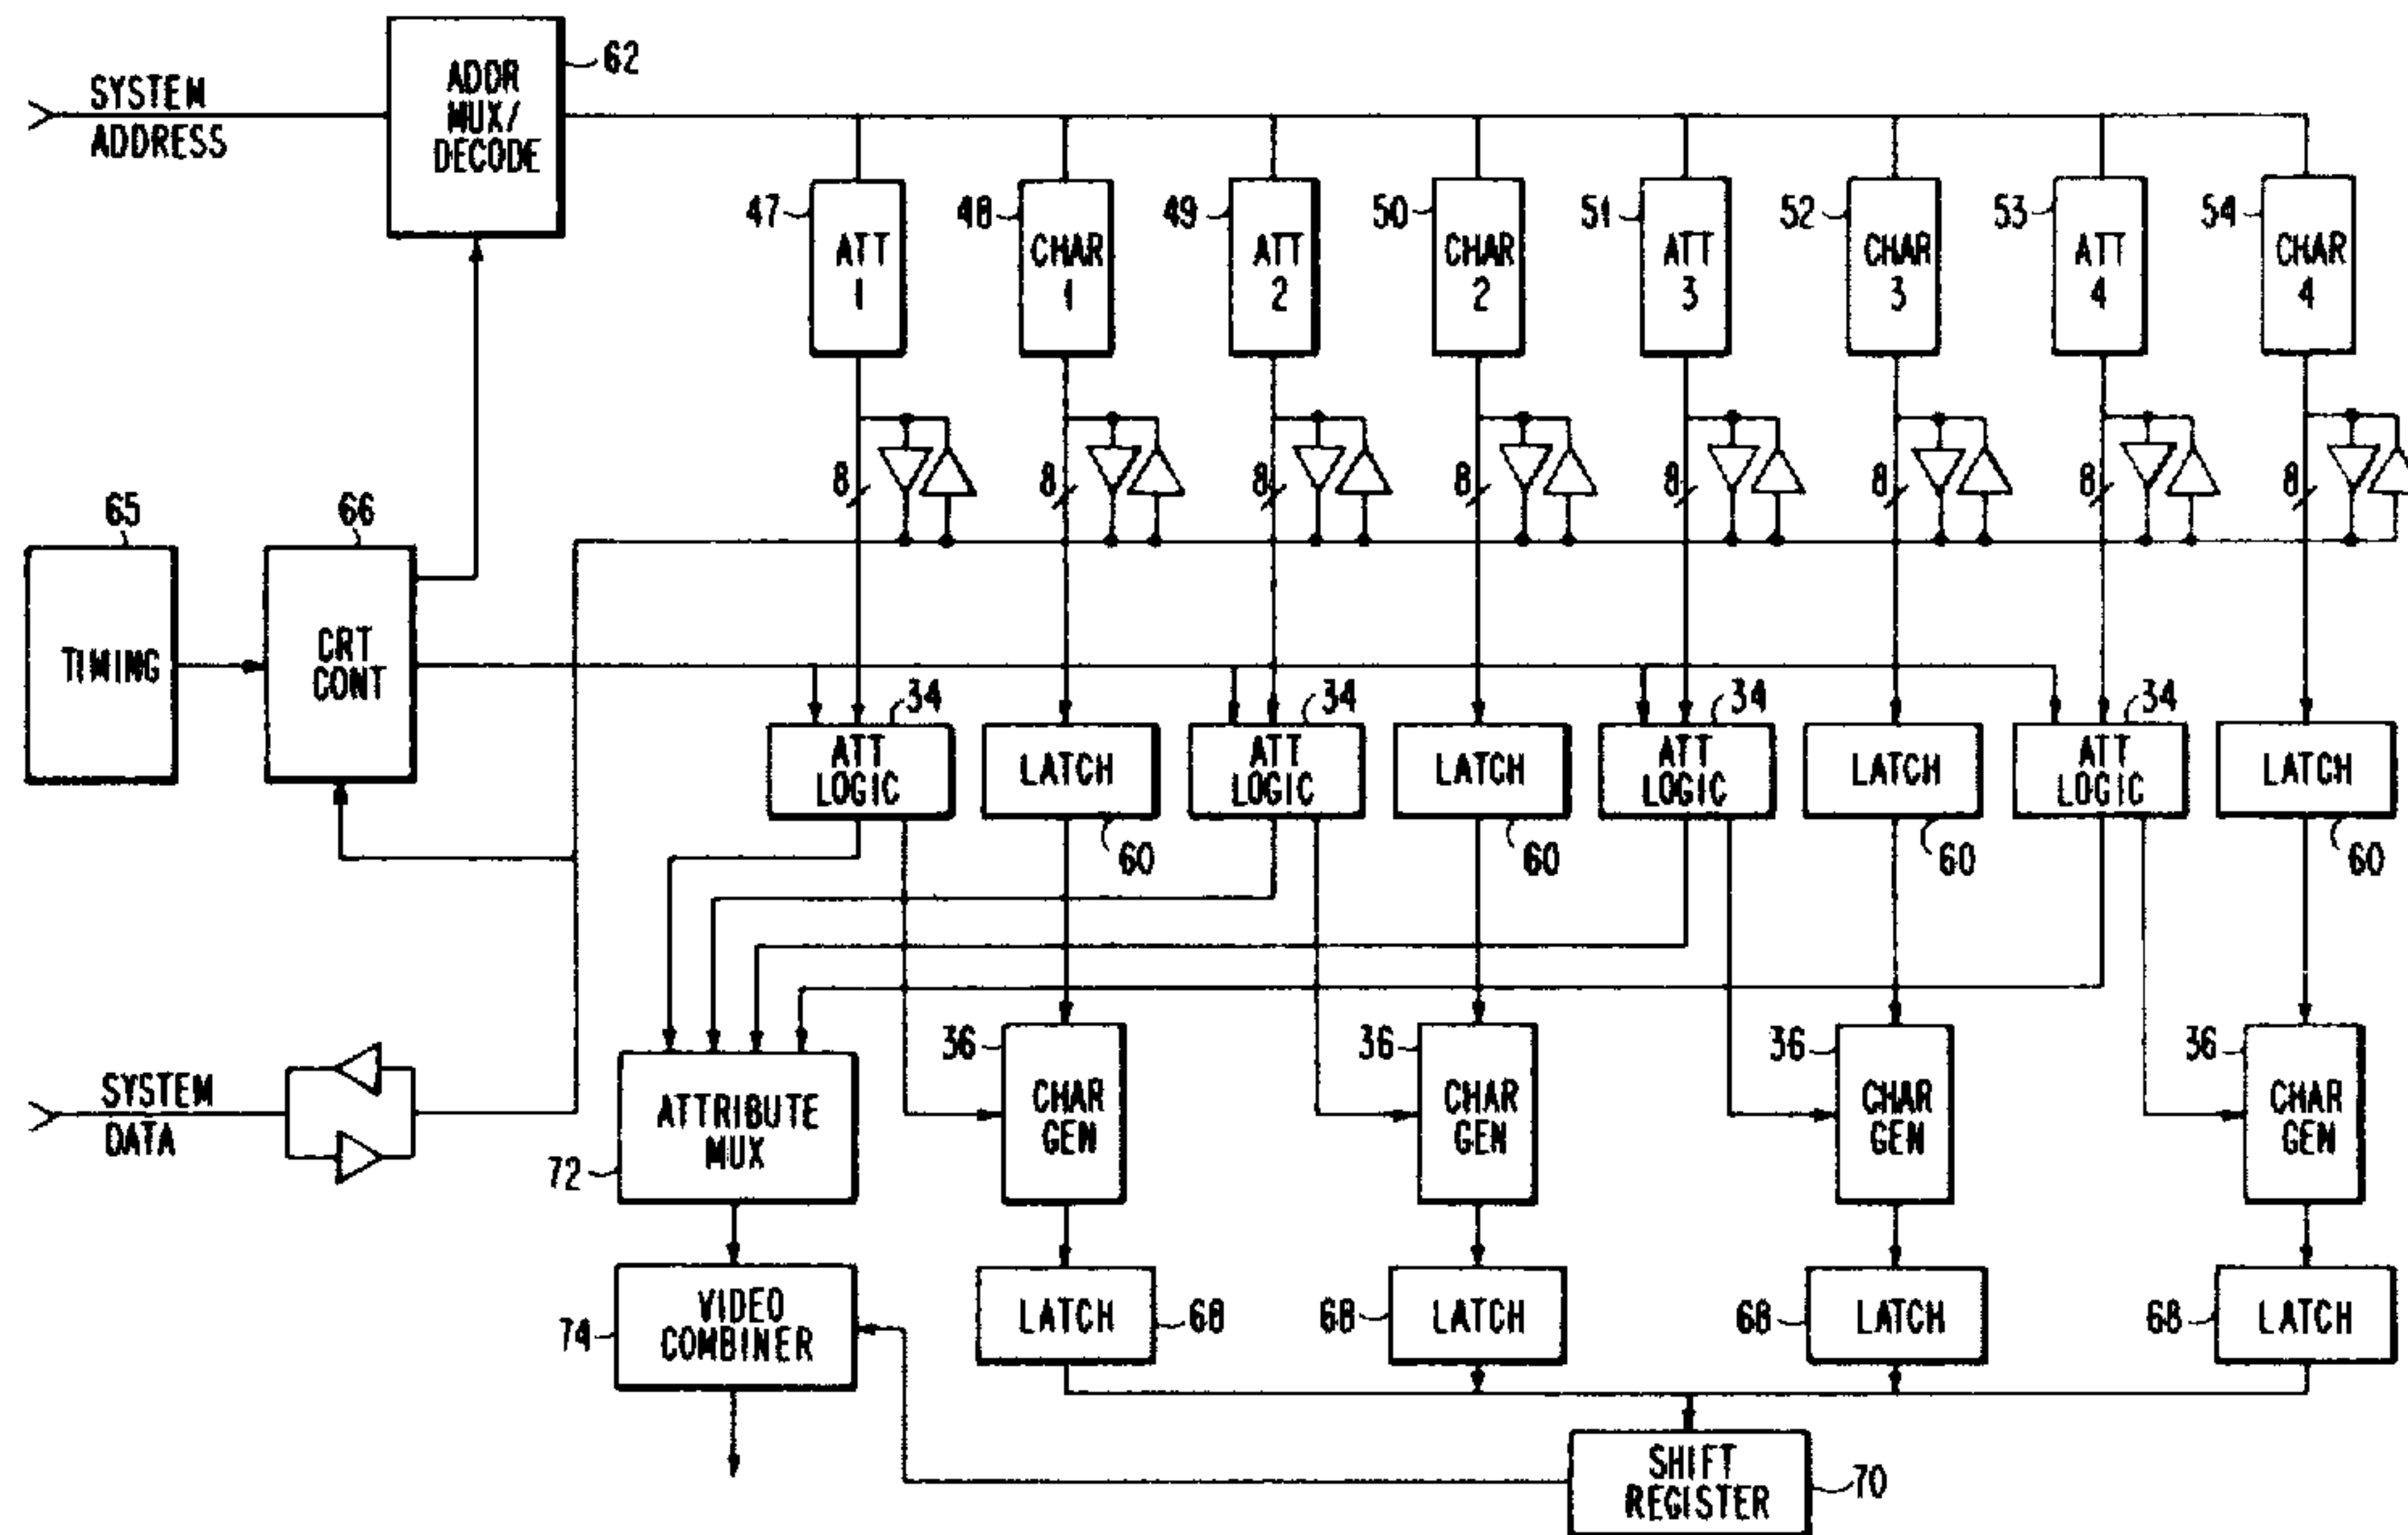 SYSTEM
ADDRESS
ADDR
MUX/
DECODE
62
47
ATT
1
48
CHAR
1
49
ATT
2
50
CHAR
2
51
ATT
3
52
CHAR
3
53
ATT
4
54
CHAR
4
8
8
8
8
8
8
8
8
65
TIMING
66
CRT
CONT
34
ATT
LOGIC
LATCH
60
34
ATT
LOGIC
LATCH
60
34
ATT
LOGIC
LATCH
60
34
ATT
LOGIC
LATCH
60
SYSTEM
DATA
ATTRIBUTE
MUX
72
36
CHAR
GEN
36
CHAR
GEN
36
CHAR
GEN
36
CHAR
GEN
VIDEO
COMBINER
74
LATCH
68
68
LATCH
68
LATCH
68
LATCH
SHIFT
REGISTER
70